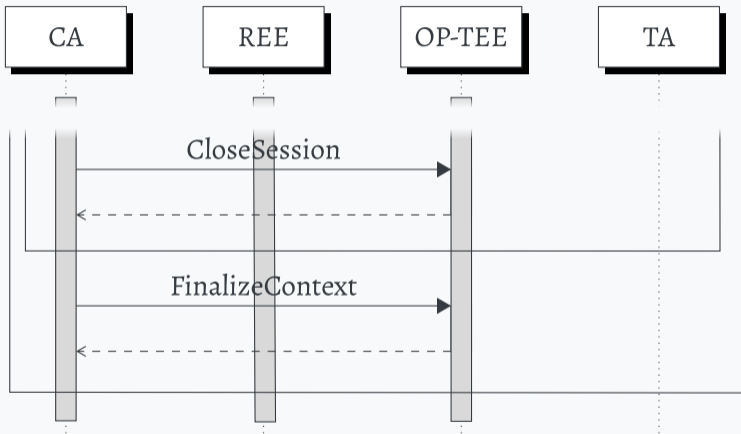 CA
REE
OP-TEE
TA
CloseSession
FinalizeContext